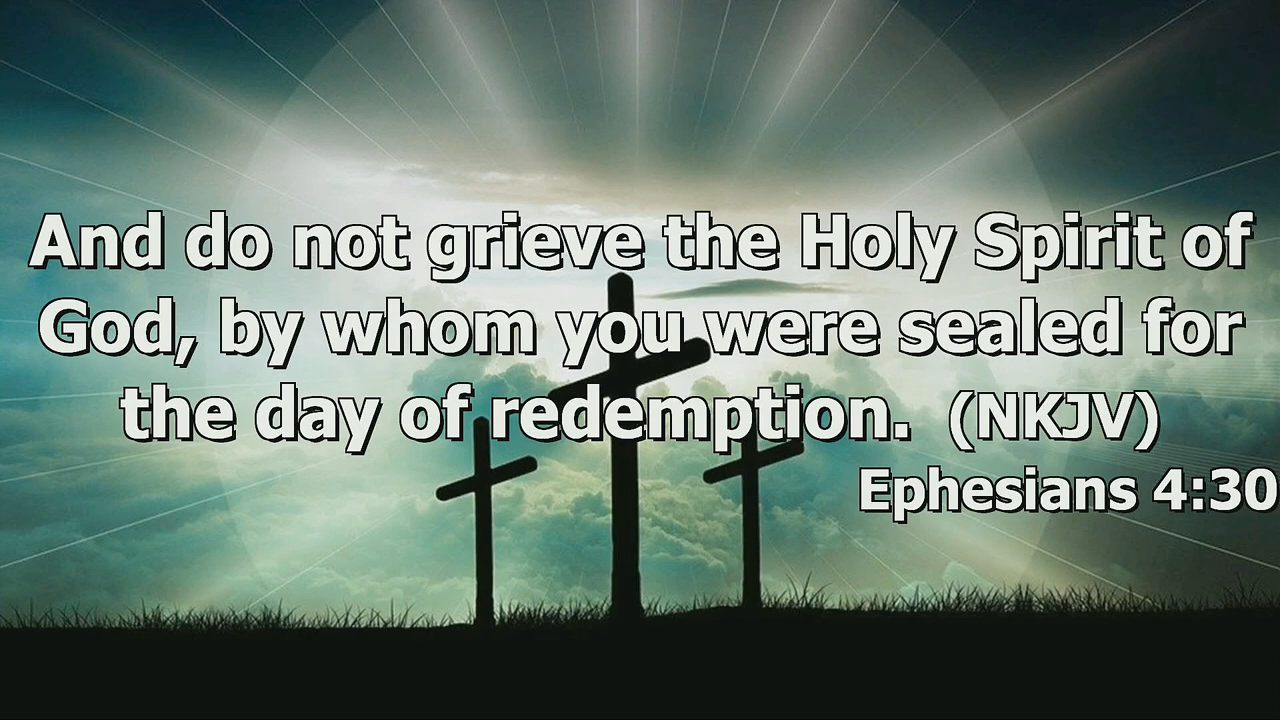 And do not grieve the Holy Spirit of
God, by whom you were sealed for
the day of redemption.  (NKJV)
Ephesians 4:30